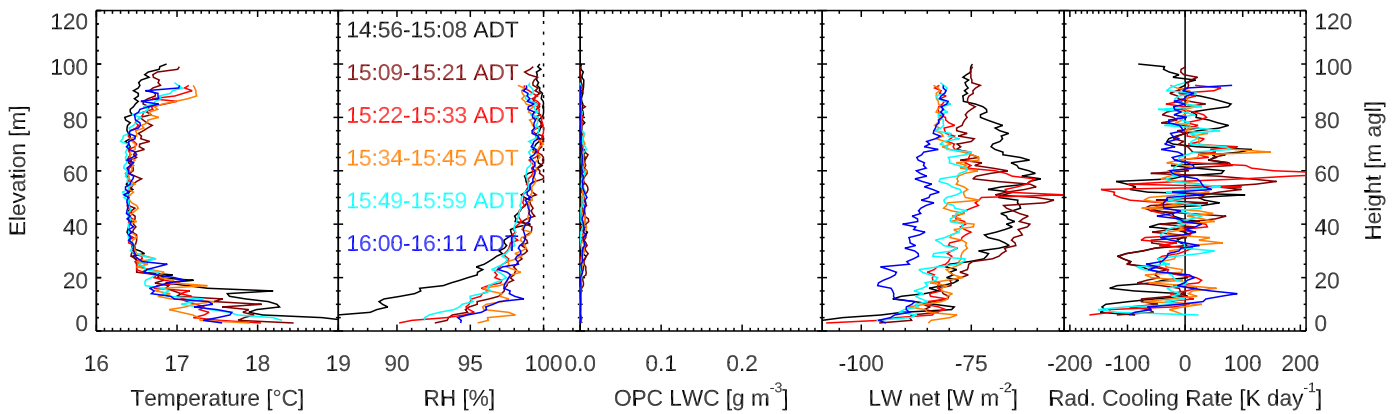 120
100
80
60
40
20
0
Elevation [m]
14:56-15:08 ADT
15:09-15:21 ADT
15:22-15:33 ADT
15:34-15:45 ADT
15:49-15:59 ADT
16:00-16:11 ADT
120
100
80
60
40
20
0
Height [m agl]
16 17 18 19 90 95 100 0.0 0.1 0.2 -100 -75 -200 -100 0 100 200
Temperature [°C] RH [%] OPC LWC [g m-3] LW net [W m-2] Rad. Cooling Rate [K day-1]